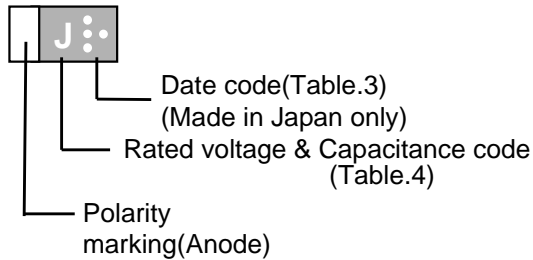 J
Date code(Table.3)
(Made in Japan only)
Rated voltage & Capacitance code
(Table.4)
Polarity
marking(Anode)